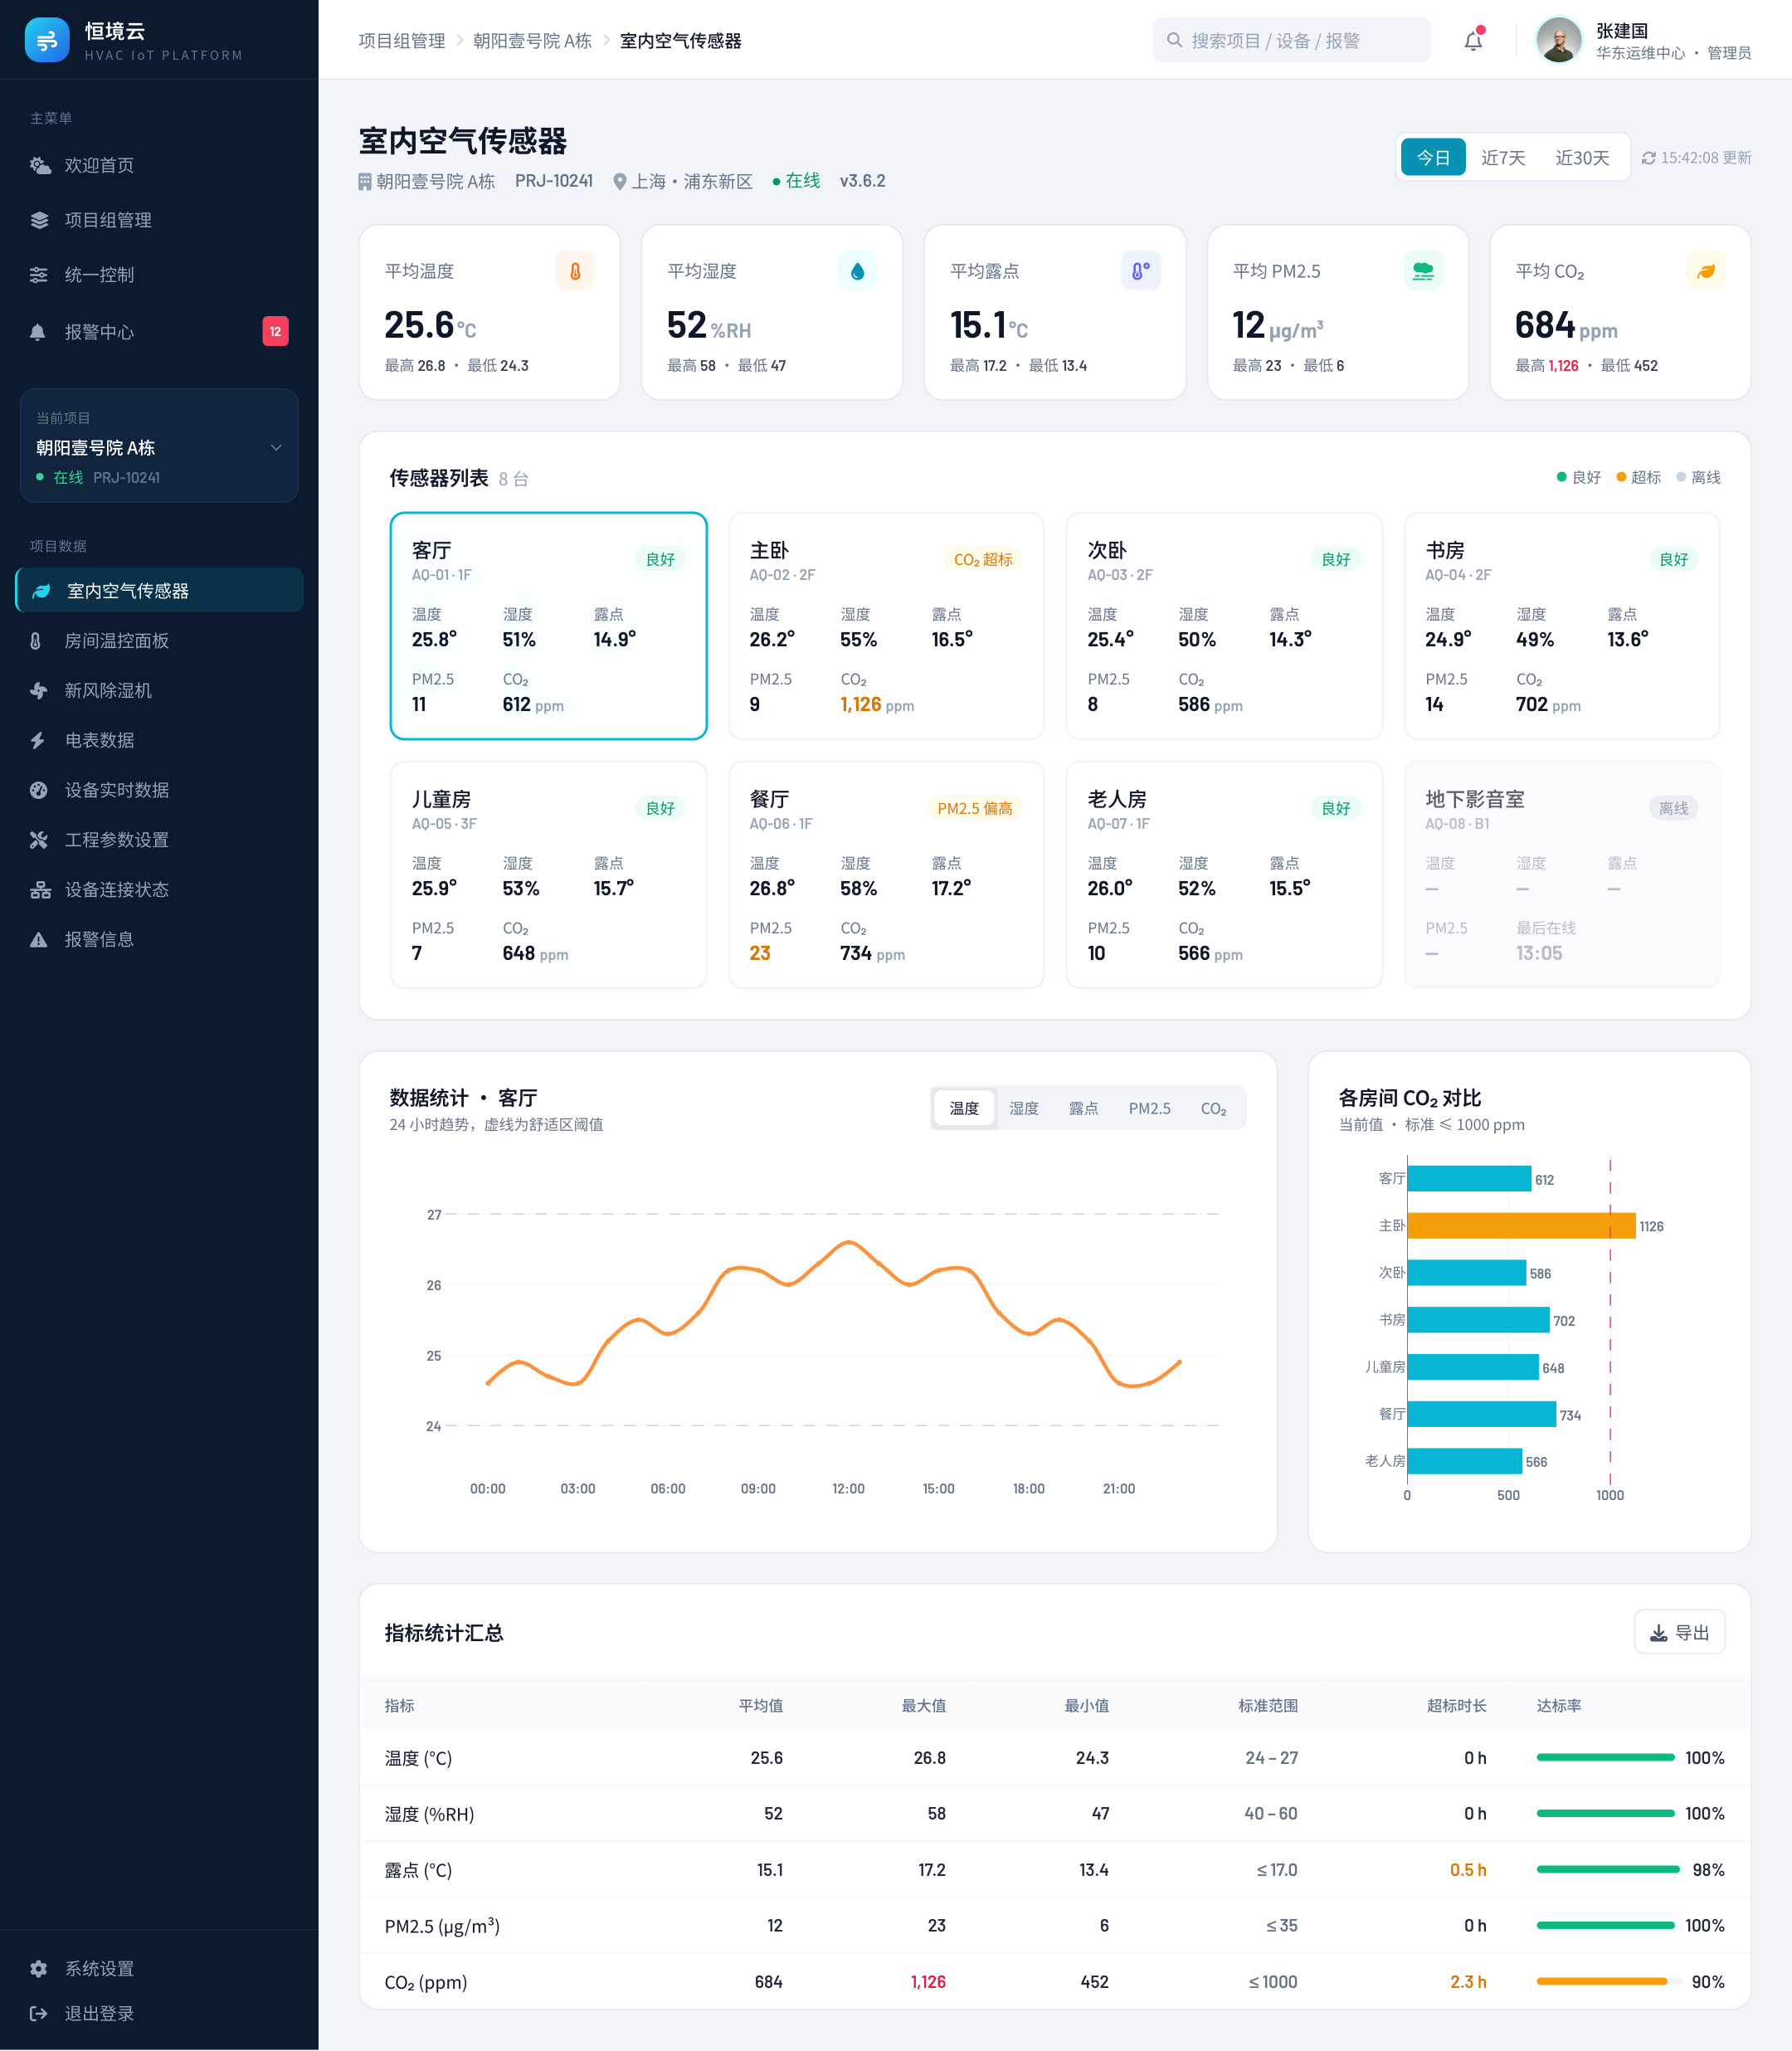 恒境云
HVAC IoT PLATFORM
主菜单
欢迎首页
项目组管理
统一控制
报警中心 12
当前项目
朝阳壹号院 A栋
在线 PRJ-10241
项目数据
室内空气传感器
房间温控面板
新风除湿机
电表数据
设备实时数据
工程参数设置
设备连接状态
报警信息
系统设置
退出登录
项目组管理 朝阳壹号院 A栋 室内空气传感器
搜索项目 / 设备 / 报警
张建国
华东运维中心 · 管理员
室内空气传感器
朝阳壹号院 A栋 PRJ-10241 上海·浦东新区 在线 v3.6.2
今日 近7天 近30天 15:42:08 更新
平均温度
25.6 °C
最高 26.8 · 最低 24.3
平均湿度
52 %RH
最高 58 · 最低 47
平均露点
15.1 °C
最高 17.2 · 最低 13.4
平均 PM2.5
12 μg/m³
最高 23 · 最低 6
平均 CO₂
684 ppm
最高 1,126 · 最低 452
传感器列表 8 台
良好 超标 离线
客厅 良好
AQ-01 · 1F
温度 湿度 露点
25.8° 51% 14.9°
PM2.5 CO₂
11 612 ppm
主卧 CO₂ 超标
AQ-02 · 2F
温度 湿度 露点
26.2° 55% 16.5°
PM2.5 CO₂
9 1,126 ppm
次卧 良好
AQ-03 · 2F
温度 湿度 露点
25.4° 50% 14.3°
PM2.5 CO₂
8 586 ppm
书房 良好
AQ-04 · 2F
温度 湿度 露点
24.9° 49% 13.6°
PM2.5 CO₂
14 702 ppm
儿童房 良好
AQ-05 · 3F
温度 湿度 露点
25.9° 53% 15.7°
PM2.5 CO₂
7 648 ppm
餐厅 PM2.5 偏高
AQ-06 · 1F
温度 湿度 露点
26.8° 58% 17.2°
PM2.5 CO₂
23 734 ppm
老人房 良好
AQ-07 · 1F
温度 湿度 露点
26.0° 52% 15.5°
PM2.5 CO₂
10 566 ppm
地下影音室 离线
AQ-08 · B1
温度 湿度 露点
— — —
PM2.5 最后在线
— 13:05
数据统计 · 客厅
24 小时趋势，虚线为舒适区阈值
温度 湿度 露点 PM2.5 CO₂
27
26
25
24
00:00 03:00 06:00 09:00 12:00 15:00 18:00 21:00
各房间 CO₂ 对比
当前值 · 标准 ≤ 1000 ppm
客厅 612
主卧 1126
次卧 586
书房 702
儿童房 648
餐厅 734
老人房 566
0 500 1000
指标统计汇总
导出
指标 平均值 最大值 最小值 标准范围 超标时长 达标率
温度 (°C) 25.6 26.8 24.3 24 – 27 0 h 100%
湿度 (%RH) 52 58 47 40 – 60 0 h 100%
露点 (°C) 15.1 17.2 13.4 ≤ 17.0 0.5 h 98%
PM2.5 (μg/m³) 12 23 6 ≤ 35 0 h 100%
CO₂ (ppm) 684 1,126 452 ≤ 1000 2.3 h 90%